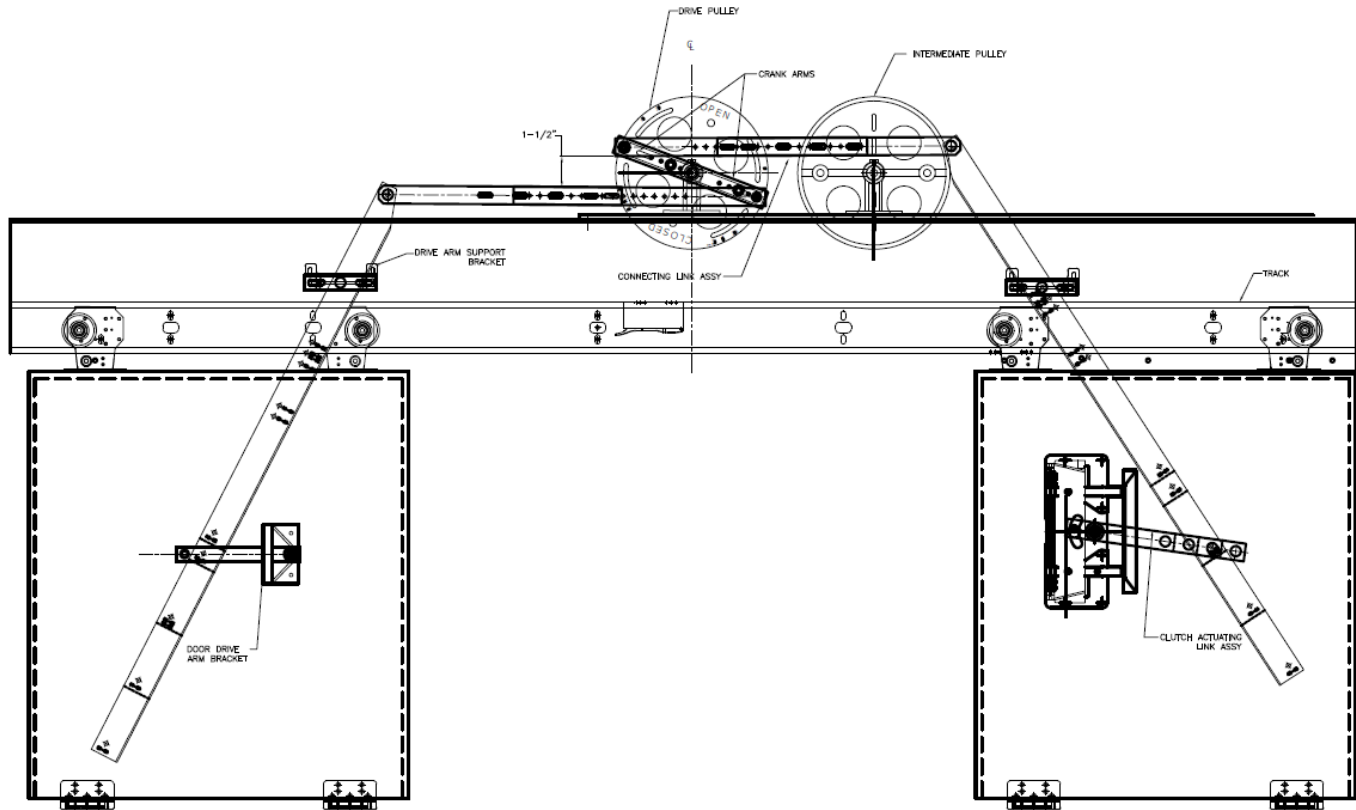 DRIVE PULLEY
℄
INTERMEDIATE PULLEY
CRANK ARMS
OPEN
1-1/2"
CLOSED
DRIVE ARM SUPPORT
BRACKET
CONNECTING LINK ASSY
TRACK
DOOR DRIVE
ARM BRACKET
CLUTCH ACTUATING
LINK ASSY